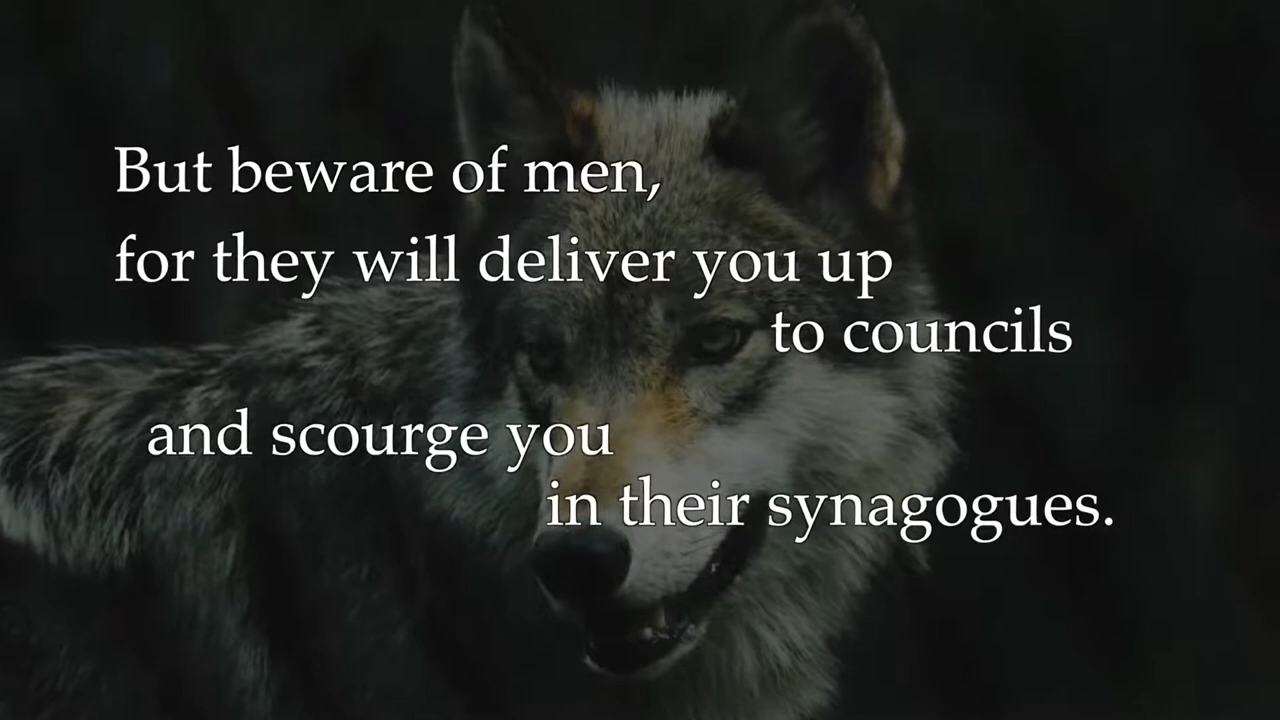 But beware of men,
for they will deliver you up
to councils
and scourge you
in their synagogues.